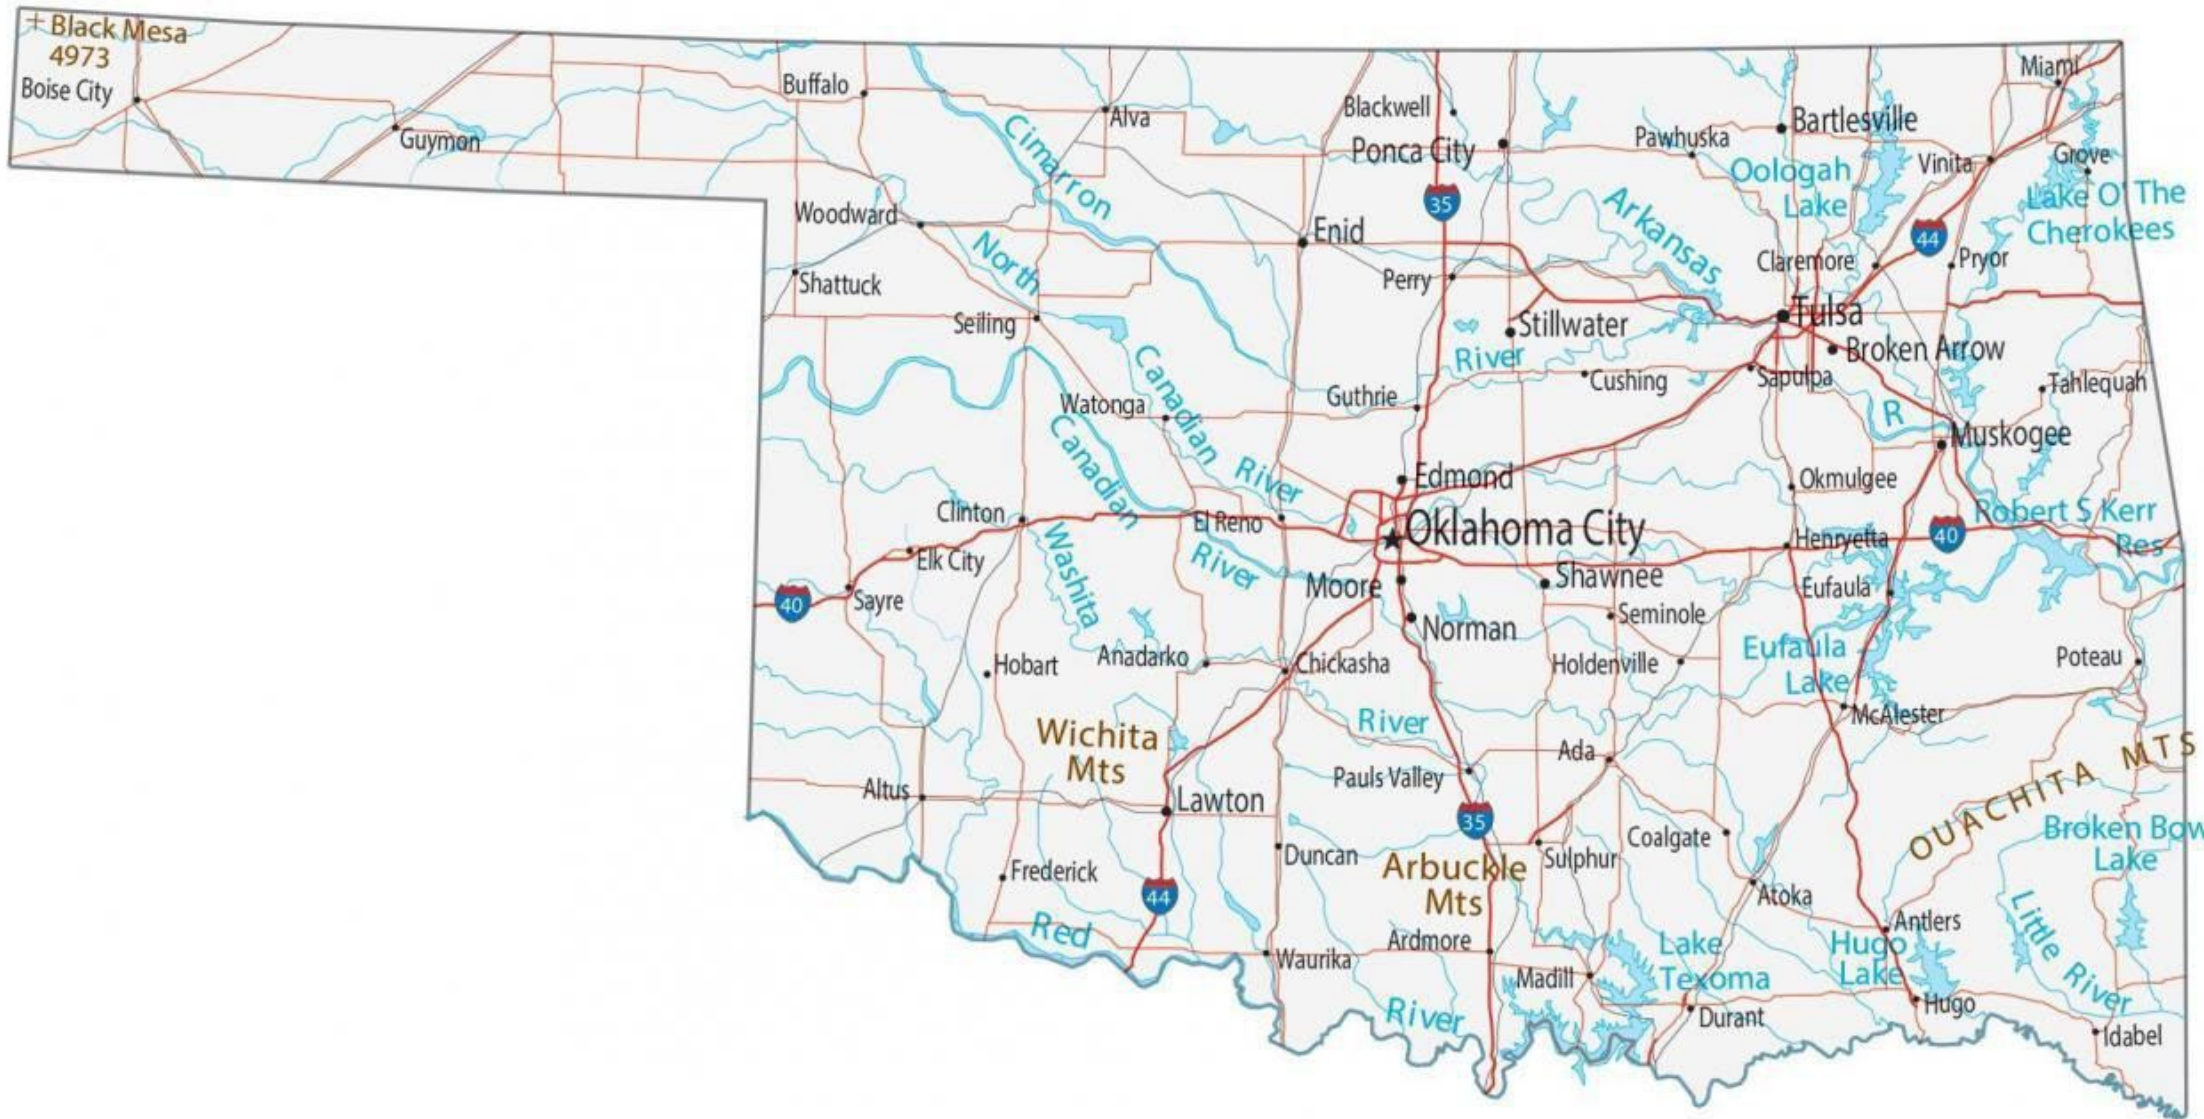 + Black Mesa
4973
Boise City
Guymon
Buffalo
Alva
Cimarron
Blackwell
Ponca City
Pawhuska
Bartlesville
Miami
Vinita
Grove
Oologah
Lake
Lake O' The
Cherokees
Woodward
North
Enid
35
Arkansas
44
Claremore
Pryor
Perry
Shattuck
Seiling
Stillwater
Tulsa
River
Broken Arrow
Canadian
Cushing
Sapulpa
Tahlequah
Guthrie
Watonga
R
Canadian
Muskogee
River
Edmond
Okmulgee
Clinton
El Reno
Oklahoma City
Robert S Kerr
Res
Henryetta
40
Elk City
Washita
River
Moore
Shawnee
Eufaula
40
Sayre
Seminole
Norman
Hobart
Anadarko
Chickasha
Holdenville
Eufaula
Lake
Poteau
River
McAlester
Wichita
Mts
Ada
Pauls Valley
OUACHITA MTS
Altus
Lawton
35
Coalgate
Broken Bow
Lake
Duncan
Arbuckle
Mts
Sulphur
Frederick
44
Atoka
Antlers
Little River
Red
Ardmore
Lake
Texoma
Hugo
Lake
Waurika
Madill
River
Durant
Hugo
Idabel